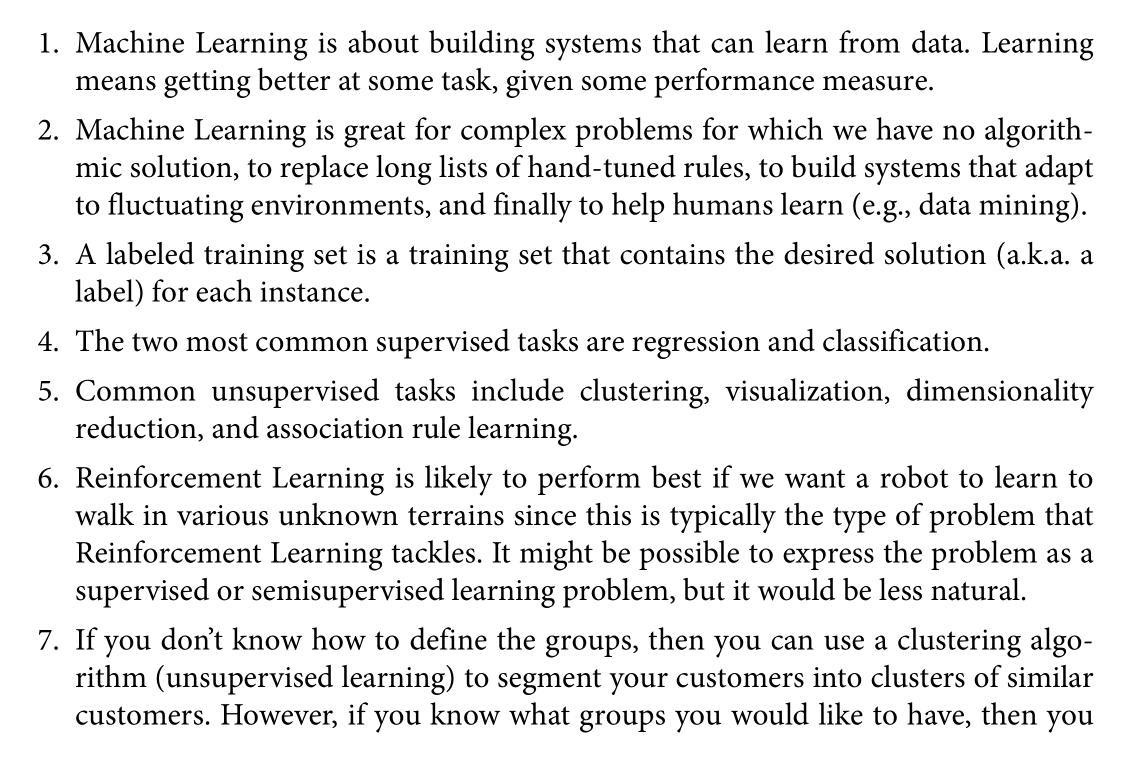 1. Machine Learning is about building systems that can learn from data. Learning
means getting better at some task, given some performance measure.
2. Machine Learning is great for complex problems for which we have no algorith-
mic solution, to replace long lists of hand-tuned rules, to build systems that adapt
to fluctuating environments, and finally to help humans learn (e.g., data mining).
3. A labeled training set is a training set that contains the desired solution (a.k.a. a
label) for each instance.
4. The two most common supervised tasks are regression and classification.
5. Common unsupervised tasks include clustering, visualization, dimensionality
reduction, and association rule learning.
6. Reinforcement Learning is likely to perform best if we want a robot to learn to
walk in various unknown terrains since this is typically the type of problem that
Reinforcement Learning tackles. It might be possible to express the problem as a
supervised or semisupervised learning problem, but it would be less natural.
7. If you don’t know how to define the groups, then you can use a clustering algo-
rithm (unsupervised learning) to segment your customers into clusters of similar
customers. However, if you know what groups you would like to have, then you